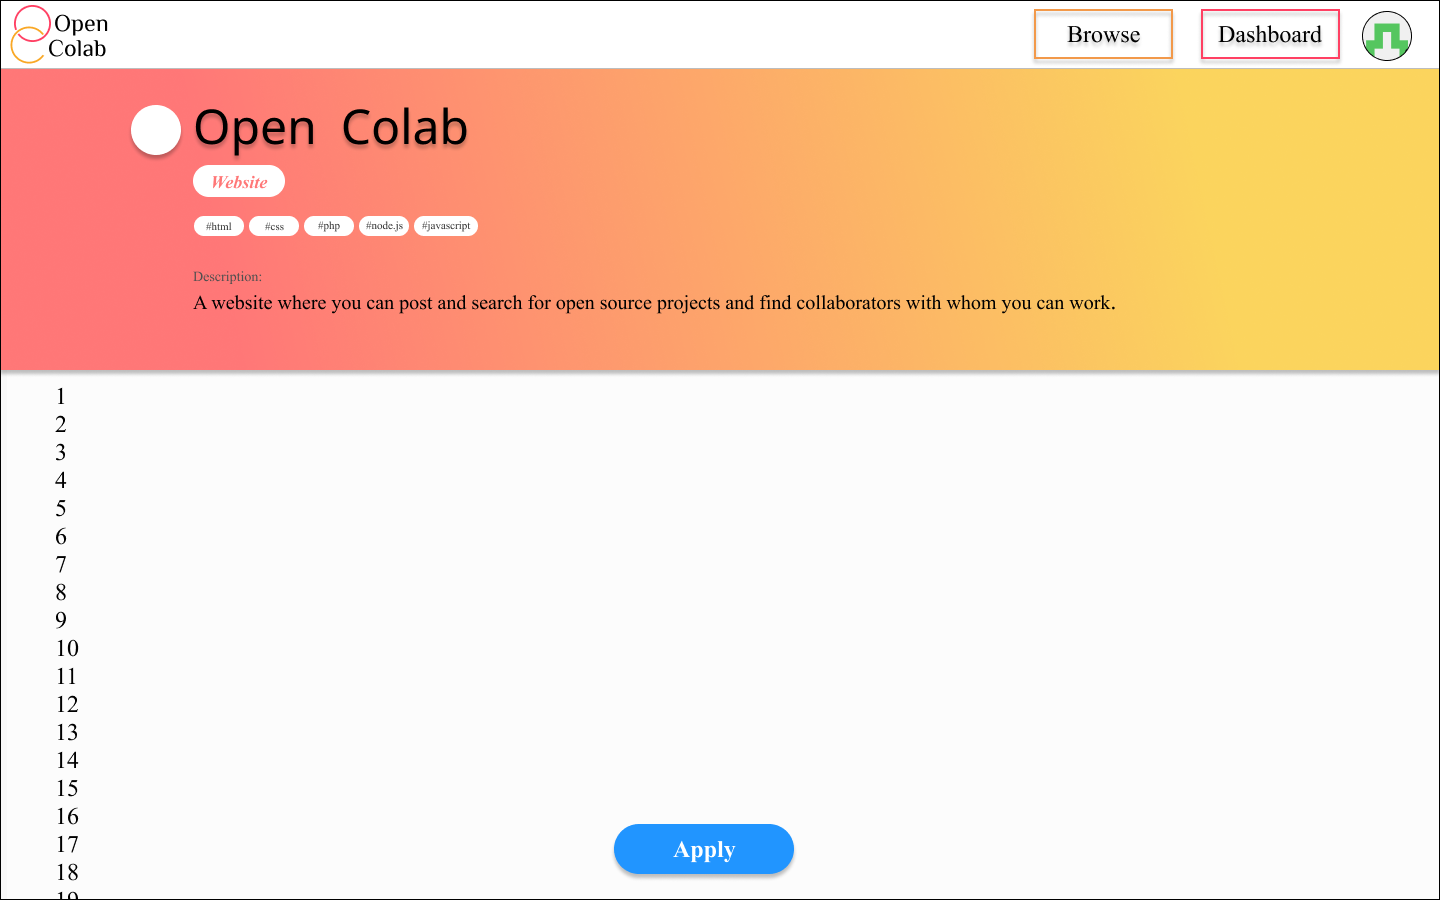 Open
Colab
Browse
Dashboard
Open Colab
Website
#html #css #php #node.js #javascript
Description:
A website where you can post and search for open source projects and find collaborators with whom you can work.
1
2
3
4
5
6
7
8
9
10
11
12
13
14
15
16
17
18
19
Apply